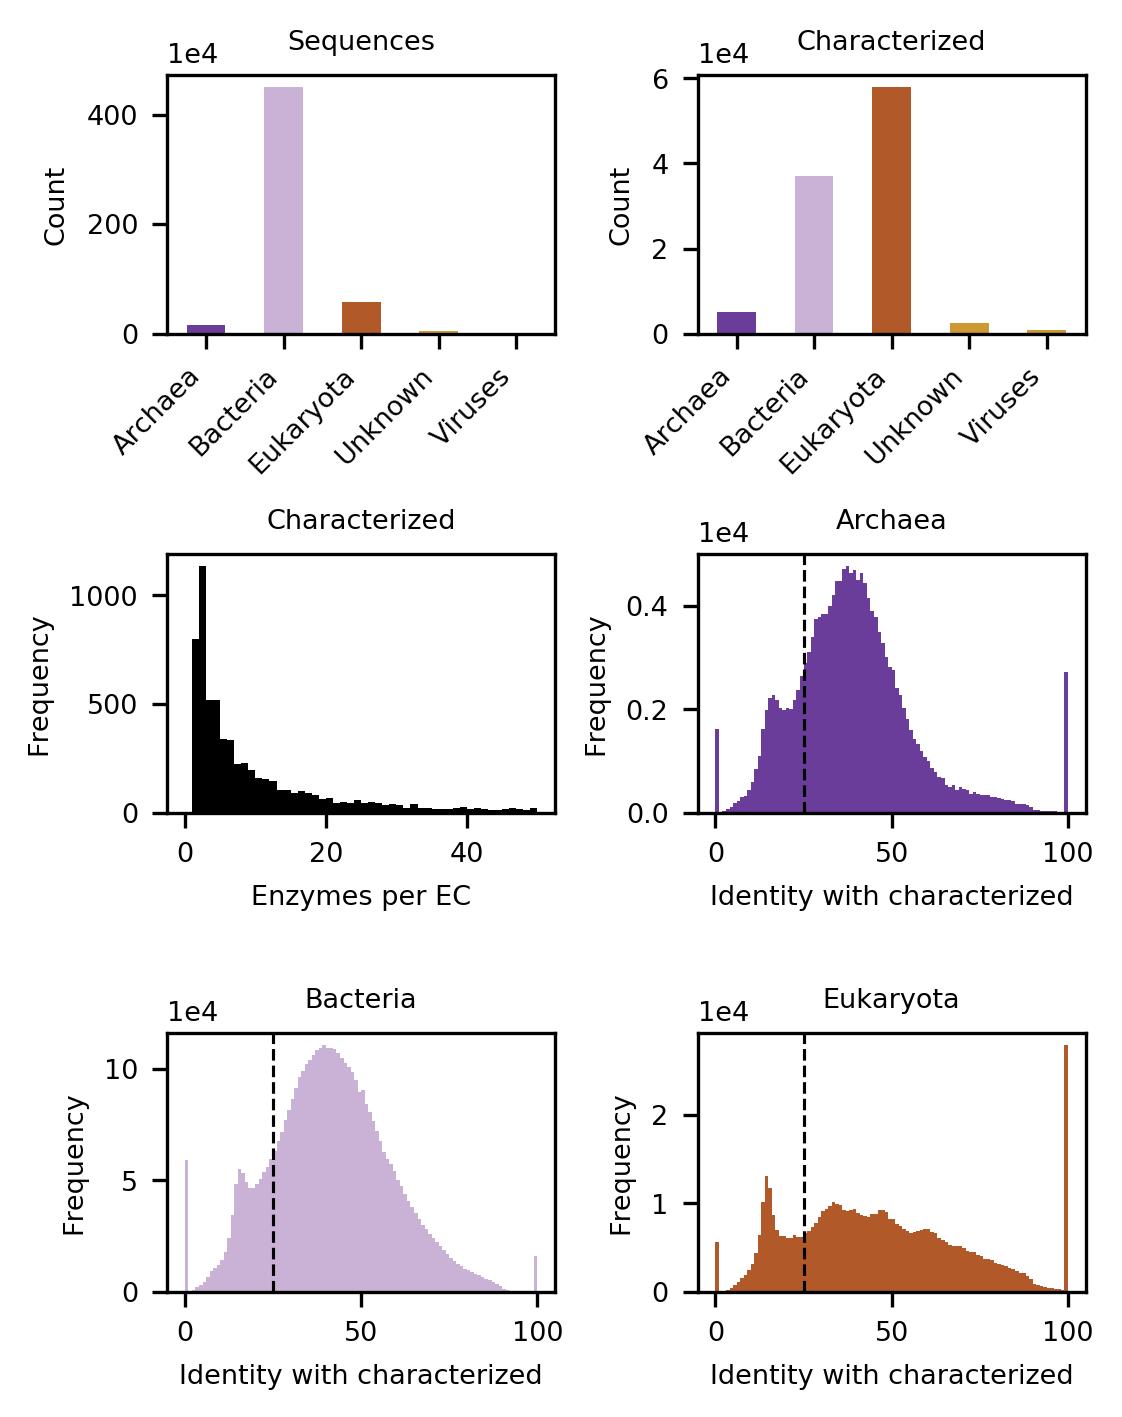 Sequences
1e4
400
200
0
Count
Archaea
Bacteria
Eukaryota
Unknown
Viruses
Characterized
1e4
6
4
2
0
Count
Archaea
Bacteria
Eukaryota
Unknown
Viruses
Characterized
1000
500
0
Frequency
0 20 40
Enzymes per EC
Archaea
1e4
0.4
0.2
0.0
Frequency
0 50 100
Identity with characterized
Bacteria
1e4
10
5
0
Frequency
0 50 100
Identity with characterized
Eukaryota
1e4
2
1
0
Frequency
0 50 100
Identity with characterized